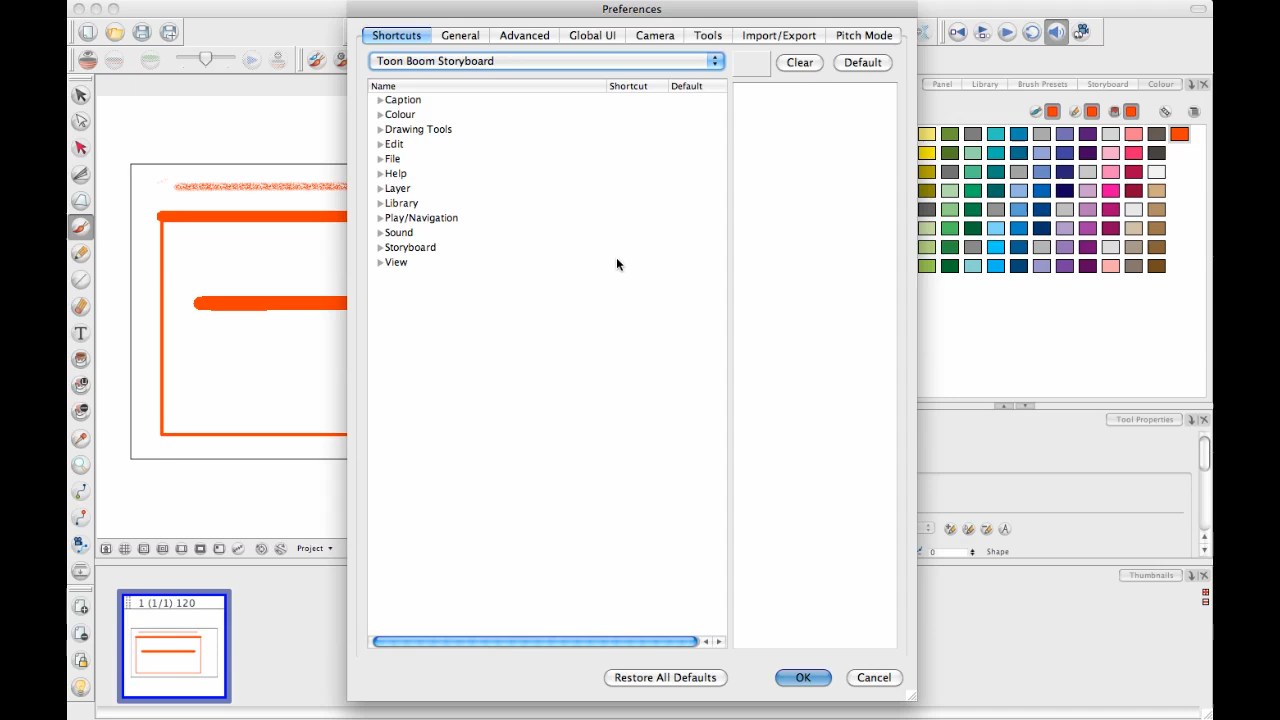 Preferences
Shortcuts General Advanced Global UI Camera Tools Import/Export Pitch Mode
Toon Boom Storyboard
Clear Default
Name Shortcut Default
Caption
Colour
Drawing Tools
Edit
File
Help
Layer
Library
Play/Navigation
Sound
Storyboard
View
Restore All Defaults OK Cancel
Panel Library Brush Presets Storyboard Colour
Tool Properties
0 Shape
Project
Thumbnails
1 (1/1) 120